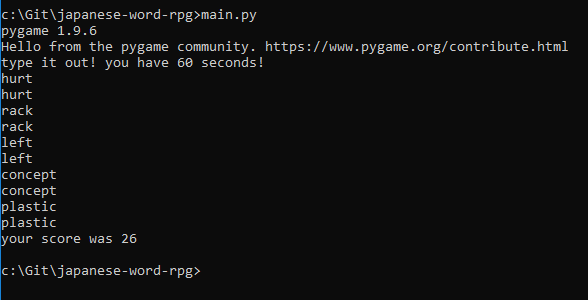 c:\Git\japanese-word-rpg>main.py
pygame 1.9.6
Hello from the pygame community. https://www.pygame.org/contribute.html
type it out! you have 60 seconds!
hurt
hurt
rack
rack
left
left
concept
concept
plastic
plastic
your score was 26
c:\Git\japanese-word-rpg>